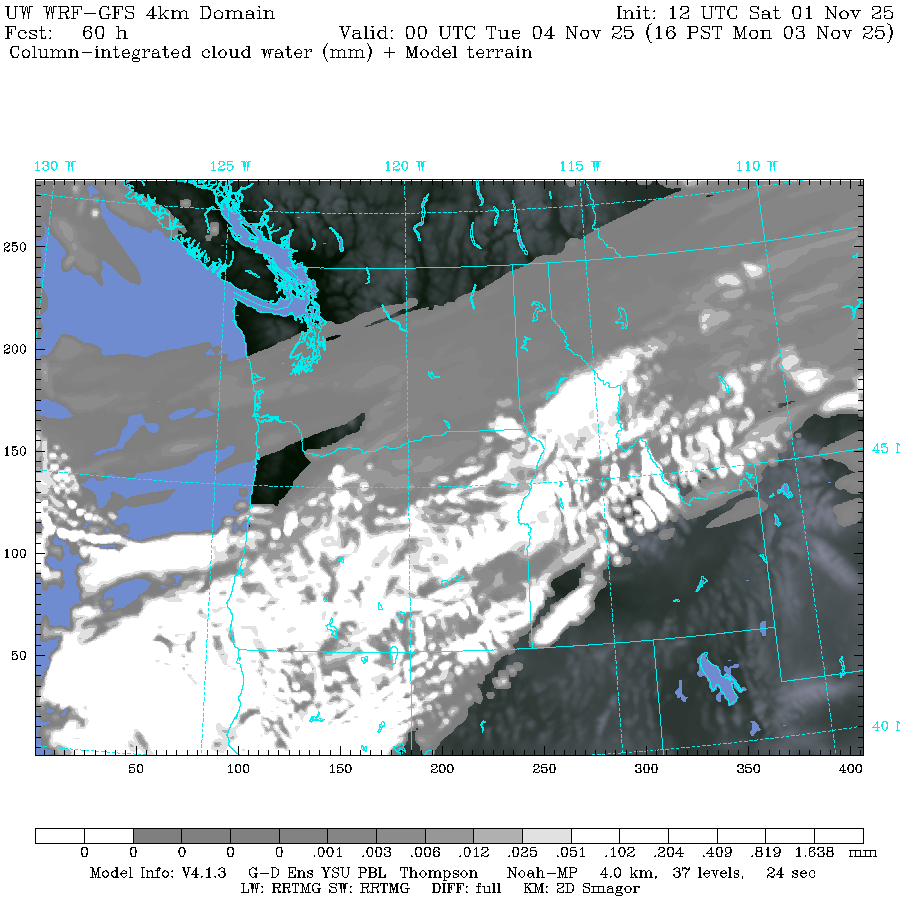 UW WRF-GFS 4km Domain Init: 12 UTC Sat 01 Nov 25
Fcst: 60 h Valid: 00 UTC Tue 04 Nov 25 (16 PST Mon 03 Nov 25)
Column-integrated cloud water (mm) + Model terrain
130 W 125 W 120 W 115 W 110 W
250
200
150
45 N
100
50
40 N
50 100 150 200 250 300 350 400
0 0 0 0 0 .001 .003 .006 .012 .025 .051 .102 .204 .409 .819 1.638 mm
Model Info: V4.1.3 G-D Ens YSU PBL Thompson Noah-MP 4.0 km, 37 levels, 24 sec
LW: RRTMG SW: RRTMG DIFF: full KM: 2D Smagor